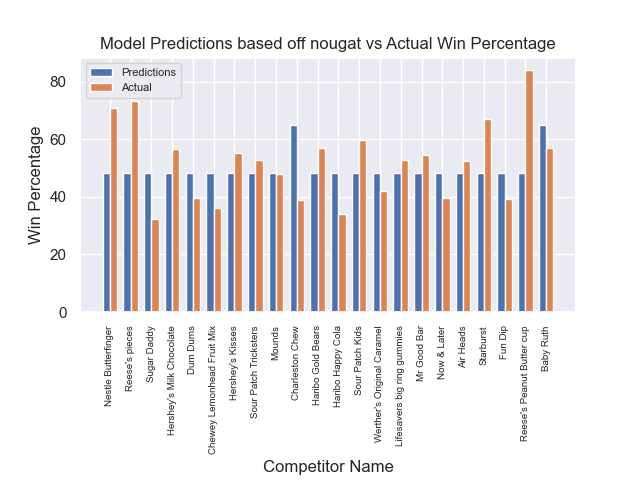 Model Predictions based off nougat vs Actual Win Percentage
Predictions
Actual
80
60
40
20
0
Win Percentage
Nestle Butterfinger
Reese's pieces
Sugar Daddy
Hershey's Milk Chocolate
Dum Dums
Chewey Lemonhead Fruit Mix
Hershey's Kisses
Sour Patch Tricksters
Mounds
Charleston Chew
Haribo Gold Bears
Haribo Happy Cola
Sour Patch Kids
Werther's Original Caramel
Lifesavers big ring gummies
Mr Good Bar
Now & Later
Air Heads
Starburst
Fun Dip
Reese's Peanut Butter cup
Baby Ruth
Competitor Name